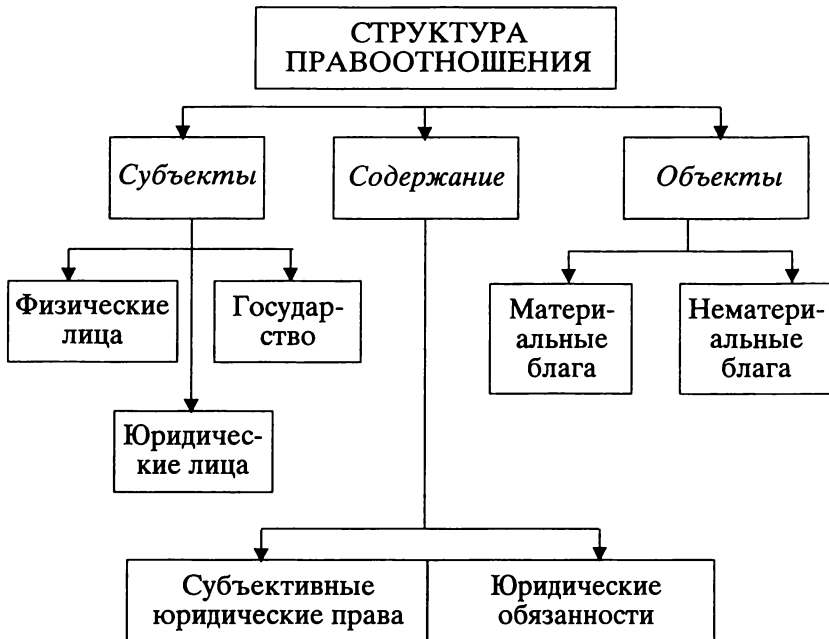 СТРУКТУРА
ПРАВООТНОШЕНИЯ
Субъекты
Содержание
Объекты
Физические
лица
Государ-
ство
Матери-
альные
блага
Нематери-
альные
блага
Юридичес-
кие лица
Субъективные
юридические права
Юридические
обязанности